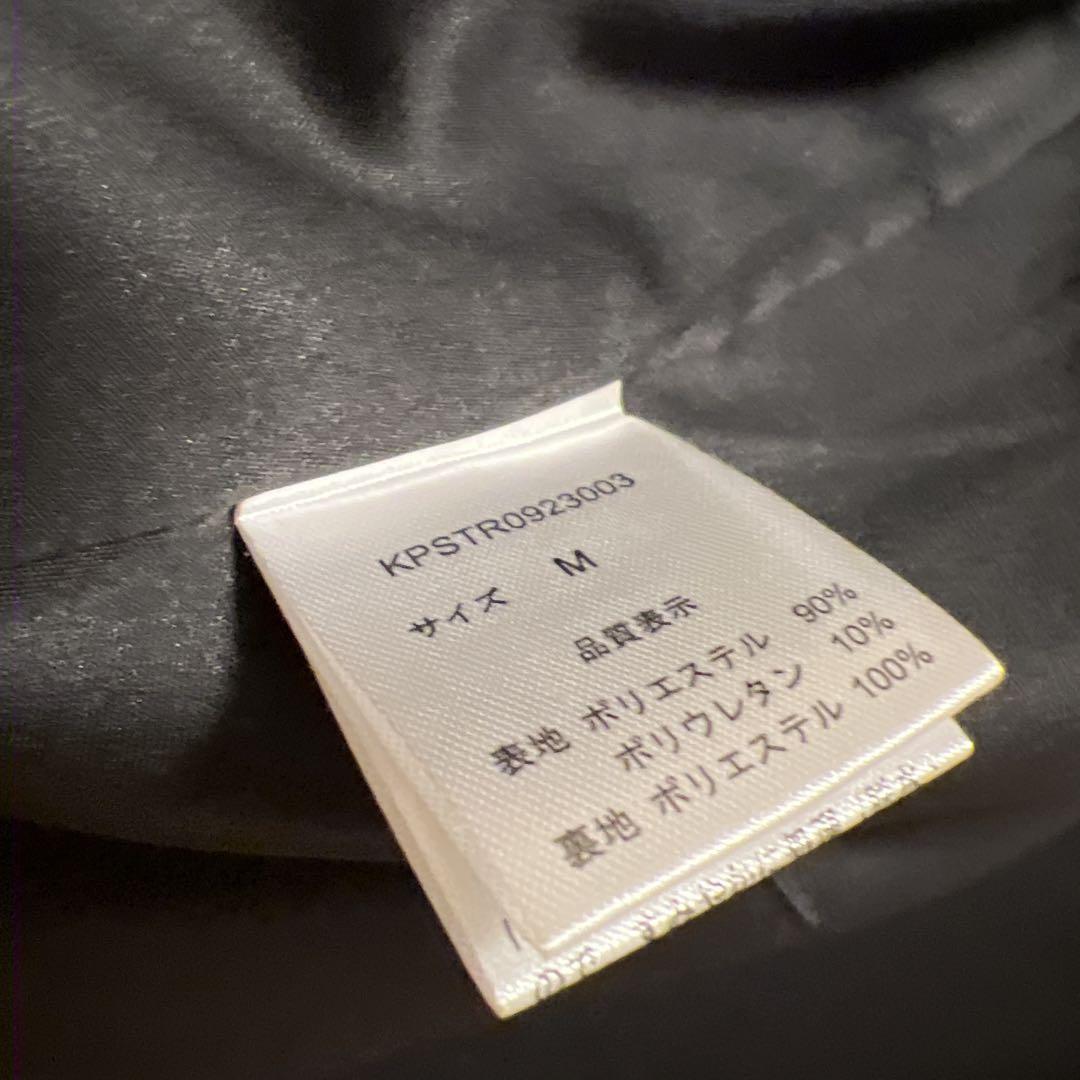 KPSTR0923003
サイズ M
品質表示
表地 ポリエステル 90%
ポリウレタン 10%
裏地 ポリエステル 100%